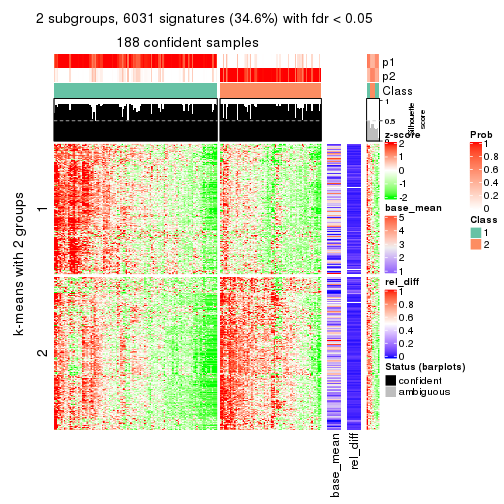 2 subgroups, 6031 signatures (34.6%) with fdr < 0.05
188 confident samples
p1
p2
Class
1
0.5
0
Silhouette
score
k-means with 2 groups
1
2
base_mean
rel_diff
z-score
2
1
0
-1
-2
base_mean
5
4
3
2
1
rel_diff
1
0.8
0.6
0.4
0.2
0
Status (barplots)
confident
ambiguous
Prob
1
0.8
0.6
0.4
0.2
0
Class
1
2